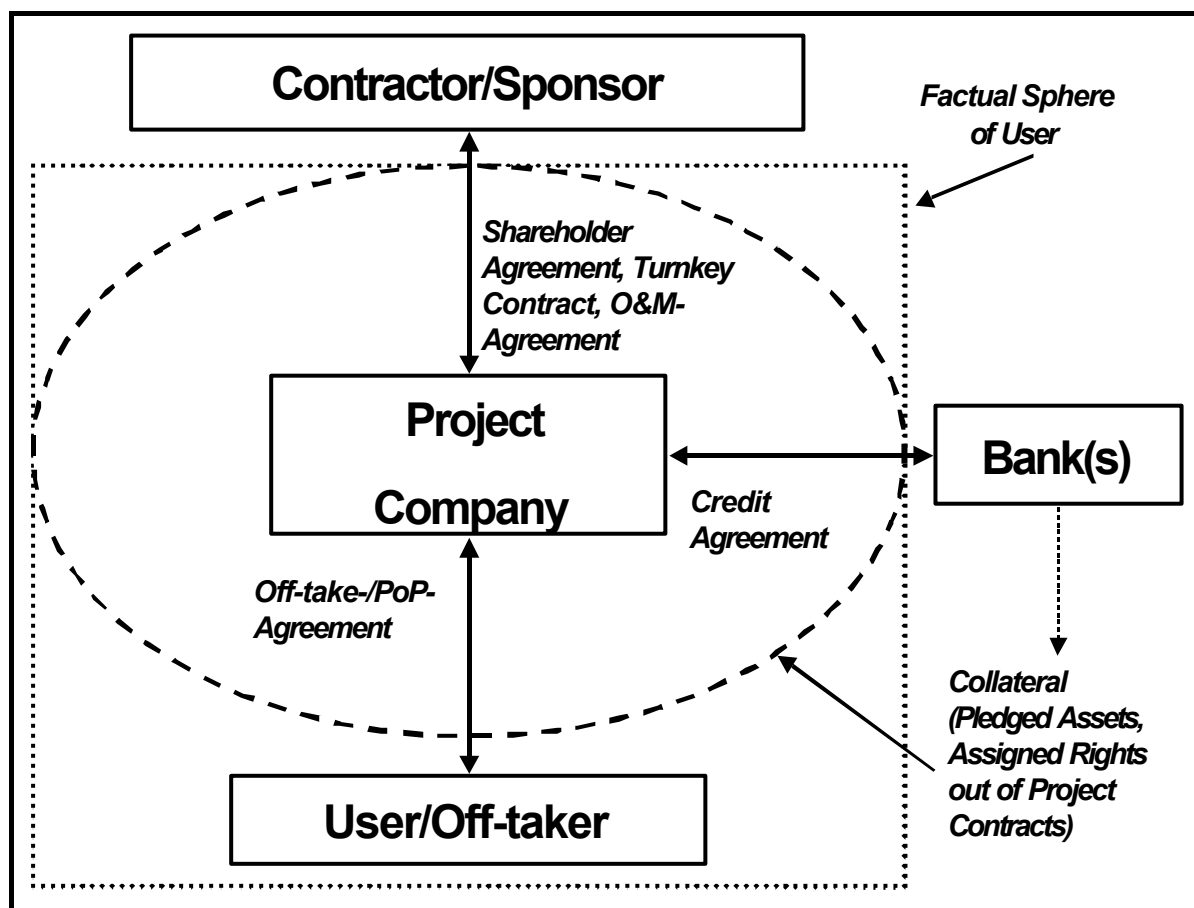 Contractor/Sponsor
Factual Sphere
of User
Shareholder
Agreement, Turnkey
Contract, O&M-
Agreement
Project
Company
Bank(s)
Credit
Agreement
Off-take-/PoP-
Agreement
Collateral
(Pledged Assets,
Assigned Rights
out of Project
Contracts)
User/Off-taker